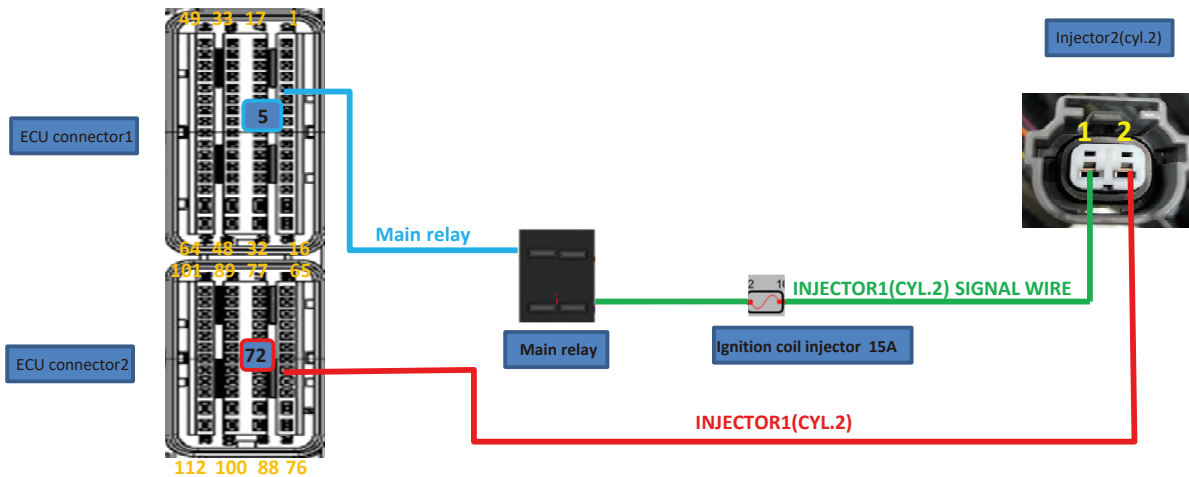 49 33 17 1
Injector2(cyl.2)
5
ECU connector1
1 2
Main relay
64 48 32 16
101 89 77 65
INJECTOR1(CYL.2) SIGNAL WIRE
Main relay
Ignition coil injector 15A
72
ECU connector2
INJECTOR1(CYL.2)
112 100 88 76